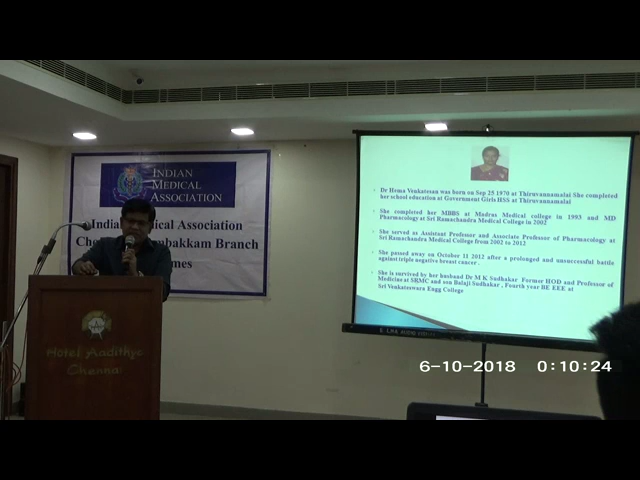 INDIAN
MEDICAL
ASSOCIATION
Indian Medical Association
Branch
Hotel Aadithya
Chennai
Dr Hema Venkatesan was born on Sep 25 1970 at Thiruvannamalai She completed
her school education at Government Girls HSS at Thiruvannamalai
She completed her MBBS at Madras Medical college in 1993 and MD
Pharmacology at Sri Ramachandra Medical College in 2002
She served as Assistant Professor and Associate Professor of Pharmacology at
Sri Ramachandra Medical College from 2002 to 2012
She passed away on October 11 2012 after a prolonged and unsuccessful battle
against triple negative breast cancer .
She is survived by her husband Dr M K Sudhakar Former HOD and Professor of
Medicine at SRMC and son Balaji Sudhakar , Fourth year BE EEE at
Sri Venkateswara Engg College
6-10-2018 0:10:24